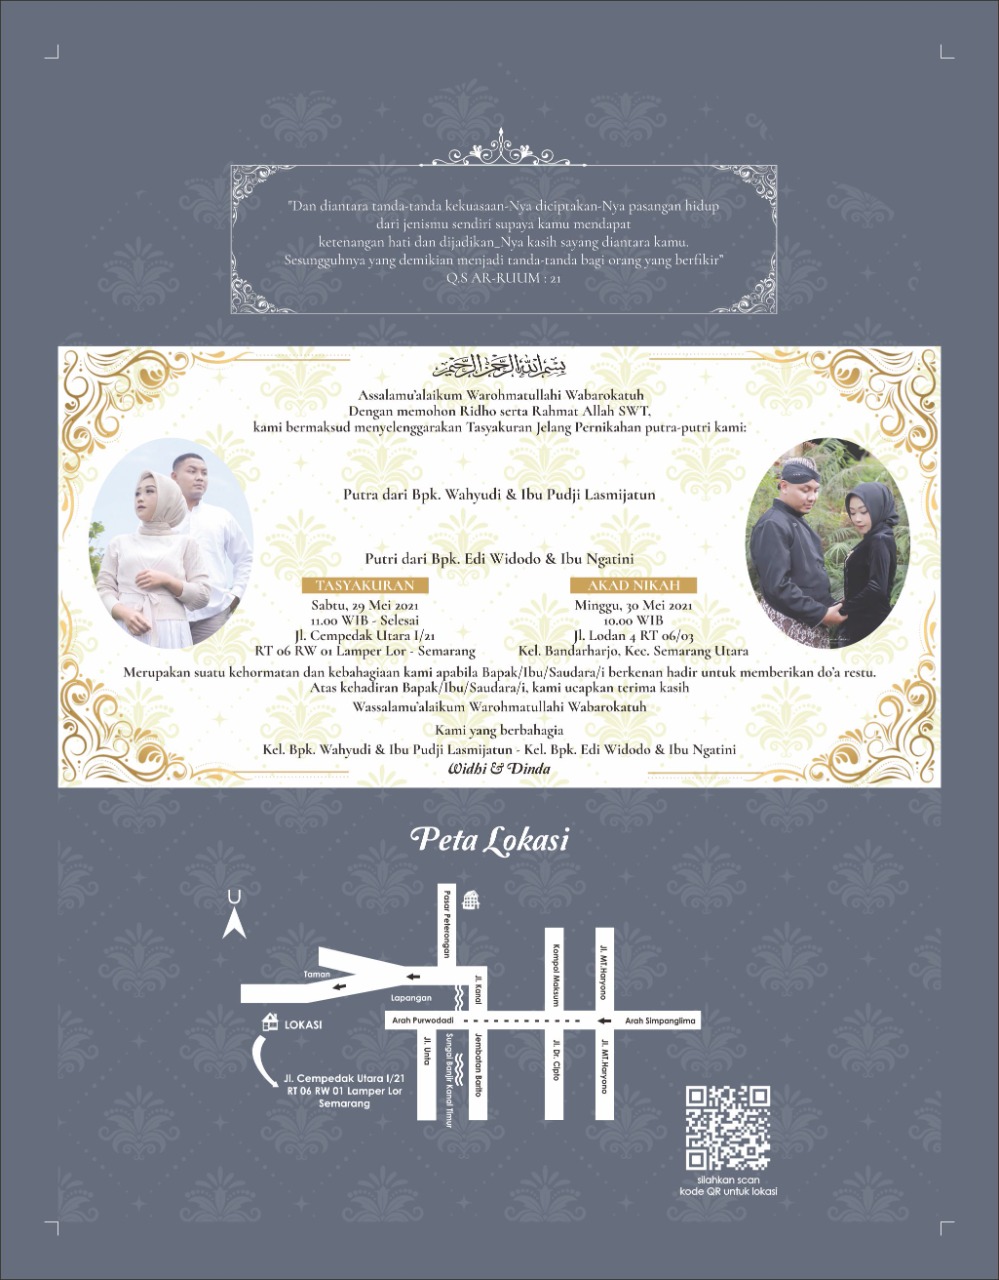 "Dan diantara tanda-tanda kekuasaan-Nya diciptakan-Nya pasangan hidup
dari jenismu sendiri supaya kamu mendapat
ketenangan hati dan dijadikan_Nya kasih sayang diantara kamu.
Sesungguhnya yang demikian menjadi tanda-tanda bagi orang yang berfikir"
Q.S AR-RUUM : 21
بسم الله الرحمن الرحيم
Assalamu'alaikum Warohmatullahi Wabarokatuh
Dengan memohon Ridho serta Rahmat Allah SWT,
kami bermaksud menyelenggarakan Tasyakuran Jelang Pernikahan putra-putri kami:
Putra dari Bpk. Wahyudi & Ibu Pudji Lasmijatun
Putri dari Bpk. Edi Widodo & Ibu Ngatini
TASYAKURAN
Sabtu, 29 Mei 2021
11.00 WIB - Selesai
Jl. Cempedak Utara I/21
RT 06 RW 01 Lamper Lor - Semarang
AKAD NIKAH
Minggu, 30 Mei 2021
10.00 WIB
Jl. Lodan 4 RT 06/03
Kel. Bandarharjo, Kec. Semarang Utara
Merupakan suatu kehormatan dan kebahagiaan kami apabila Bapak/Ibu/Saudara/i berkenan hadir untuk memberikan do'a restu.
Atas kehadiran Bapak/Ibu/Saudara/i, kami ucapkan terima kasih
Wassalamu'alaikum Warohmatullahi Wabarokatuh
Kami yang berbahagia
Kel. Bpk. Wahyudi & Ibu Pudji Lasmijatun - Kel. Bpk. Edi Widodo & Ibu Ngatini
Widhi & Dinda
Peta Lokasi
U
Pasar Peterongan
Taman
Lapangan
Jl. Kanal
Kompol Maksum
Jl. MT.Haryono
Arah Purwodadi
Arah Simpanglima
LOKASI
Jl. Unta
Sungai Banjir Kanal Timur
Jembatan Barito
Jl. Dr. Cipto
Jl. MT.Haryono
Jl. Cempedak Utara I/21
RT 06 RW 01 Lamper Lor
Semarang
silahkan scan
kode QR untuk lokasi